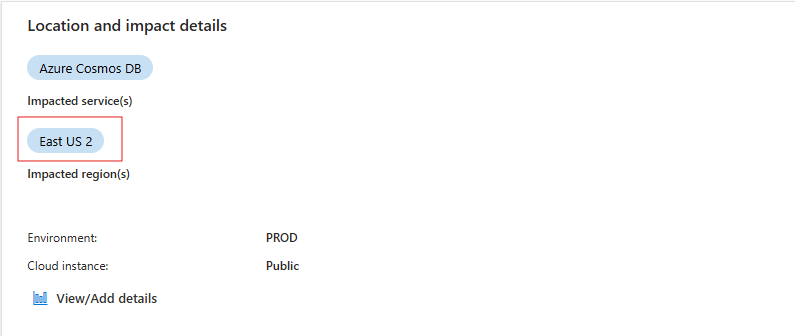 Location and impact details
Azure Cosmos DB
Impacted service(s)
East US 2
Impacted region(s)
Environment: PROD
Cloud instance: Public
View/Add details